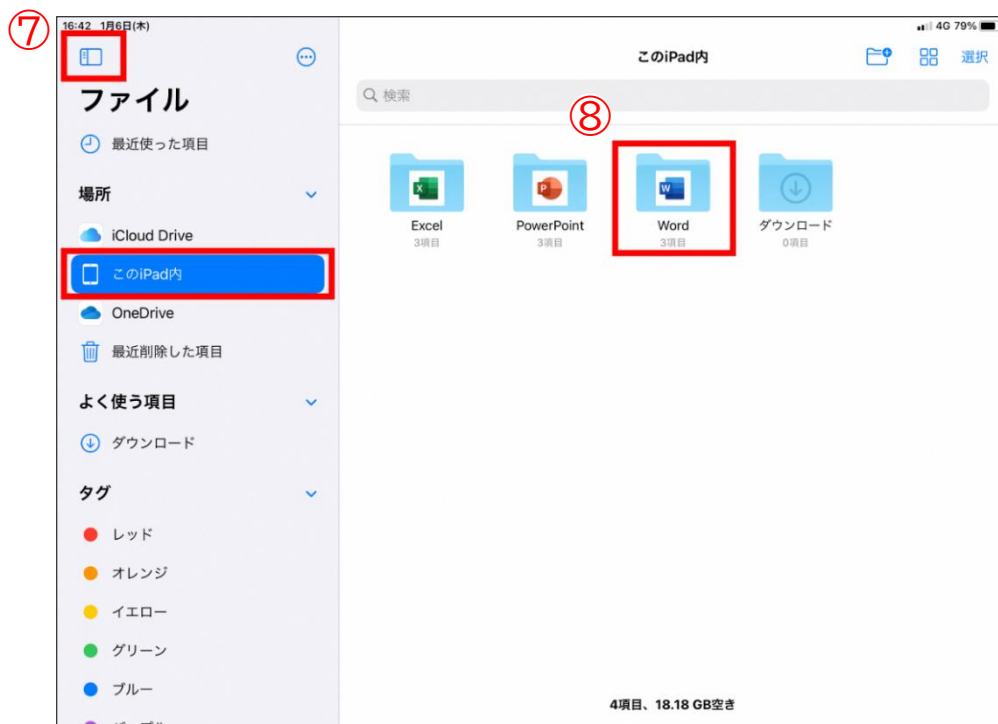 ⑦
16:42 1月6日(木)
4G 79%
ファイル
最近使った項目
場所
iCloud Drive
このiPad内
OneDrive
最近削除した項目
よく使う項目
ダウンロード
タグ
レッド
オレンジ
イエロー
グリーン
ブルー
このiPad内
選択
検索
⑧
Excel
3項目
PowerPoint
3項目
Word
3項目
ダウンロード
0項目
4項目、18.18 GB空き